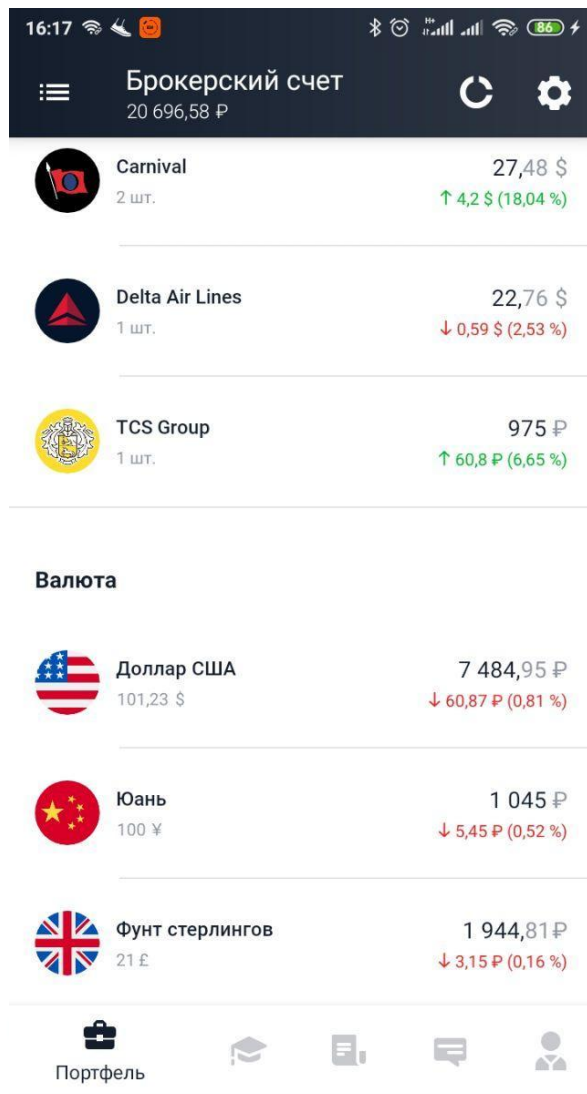 16:17
H+
86
Брокерский счет
20 696,58 ₽
Carnival
27,48 $
2 шт.
↑ 4,2 $ (18,04 %)
Delta Air Lines
22,76 $
1 шт.
↓ 0,59 $ (2,53 %)
TCS Group
975 ₽
1 шт.
↑ 60,8 ₽ (6,65 %)
Валюта
Доллар США
7 484,95 ₽
101,23 $
↓ 60,87 ₽ (0,81 %)
Юань
1 045 ₽
100 ¥
↓ 5,45 ₽ (0,52 %)
Фунт стерлингов
1 944,81 ₽
21 £
↓ 3,15 ₽ (0,16 %)
Портфель